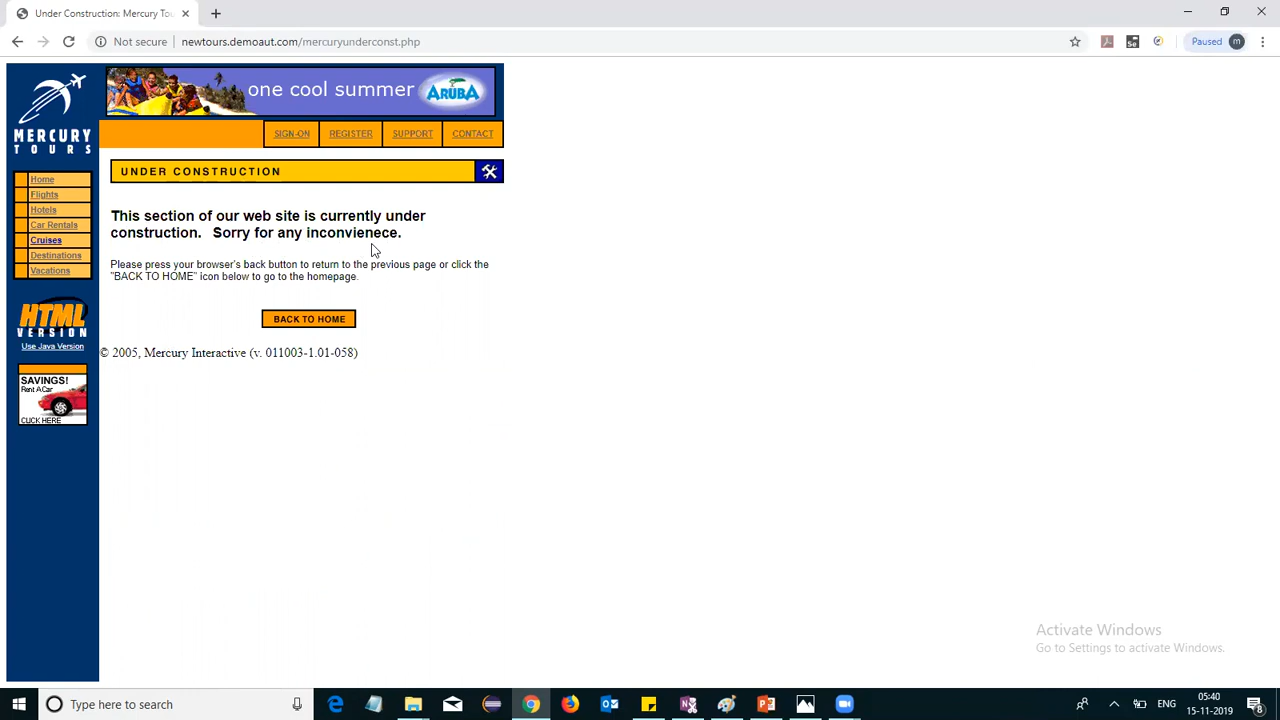 Under Construction: Mercury Tou
Not secure
newtours.demoaut.com/mercuryunderconst.php
Se
Paused
m
one cool summer
ARUBA
MERCURY
TOURS
SIGN-ON
REGISTER
SUPPORT
CONTACT
UNDER CONSTRUCTION
Home
Flights
Hotels
Car Rentals
Cruises
Destinations
Vacations
This section of our web site is currently under
construction. Sorry for any inconvienece.
Please press your browser's back button to return to the previous page or click the
"BACK TO HOME" icon below to go to the homepage.
BACK TO HOME
HTML
VERSION
Use Java Version
© 2005, Mercury Interactive (v. 011003-1.01-058)
SAVINGS!
Rent A Car
CLICK HERE
Activate Windows
Go to Settings to activate Windows.
Type here to search
ENG
05:40
15-11-2019
8